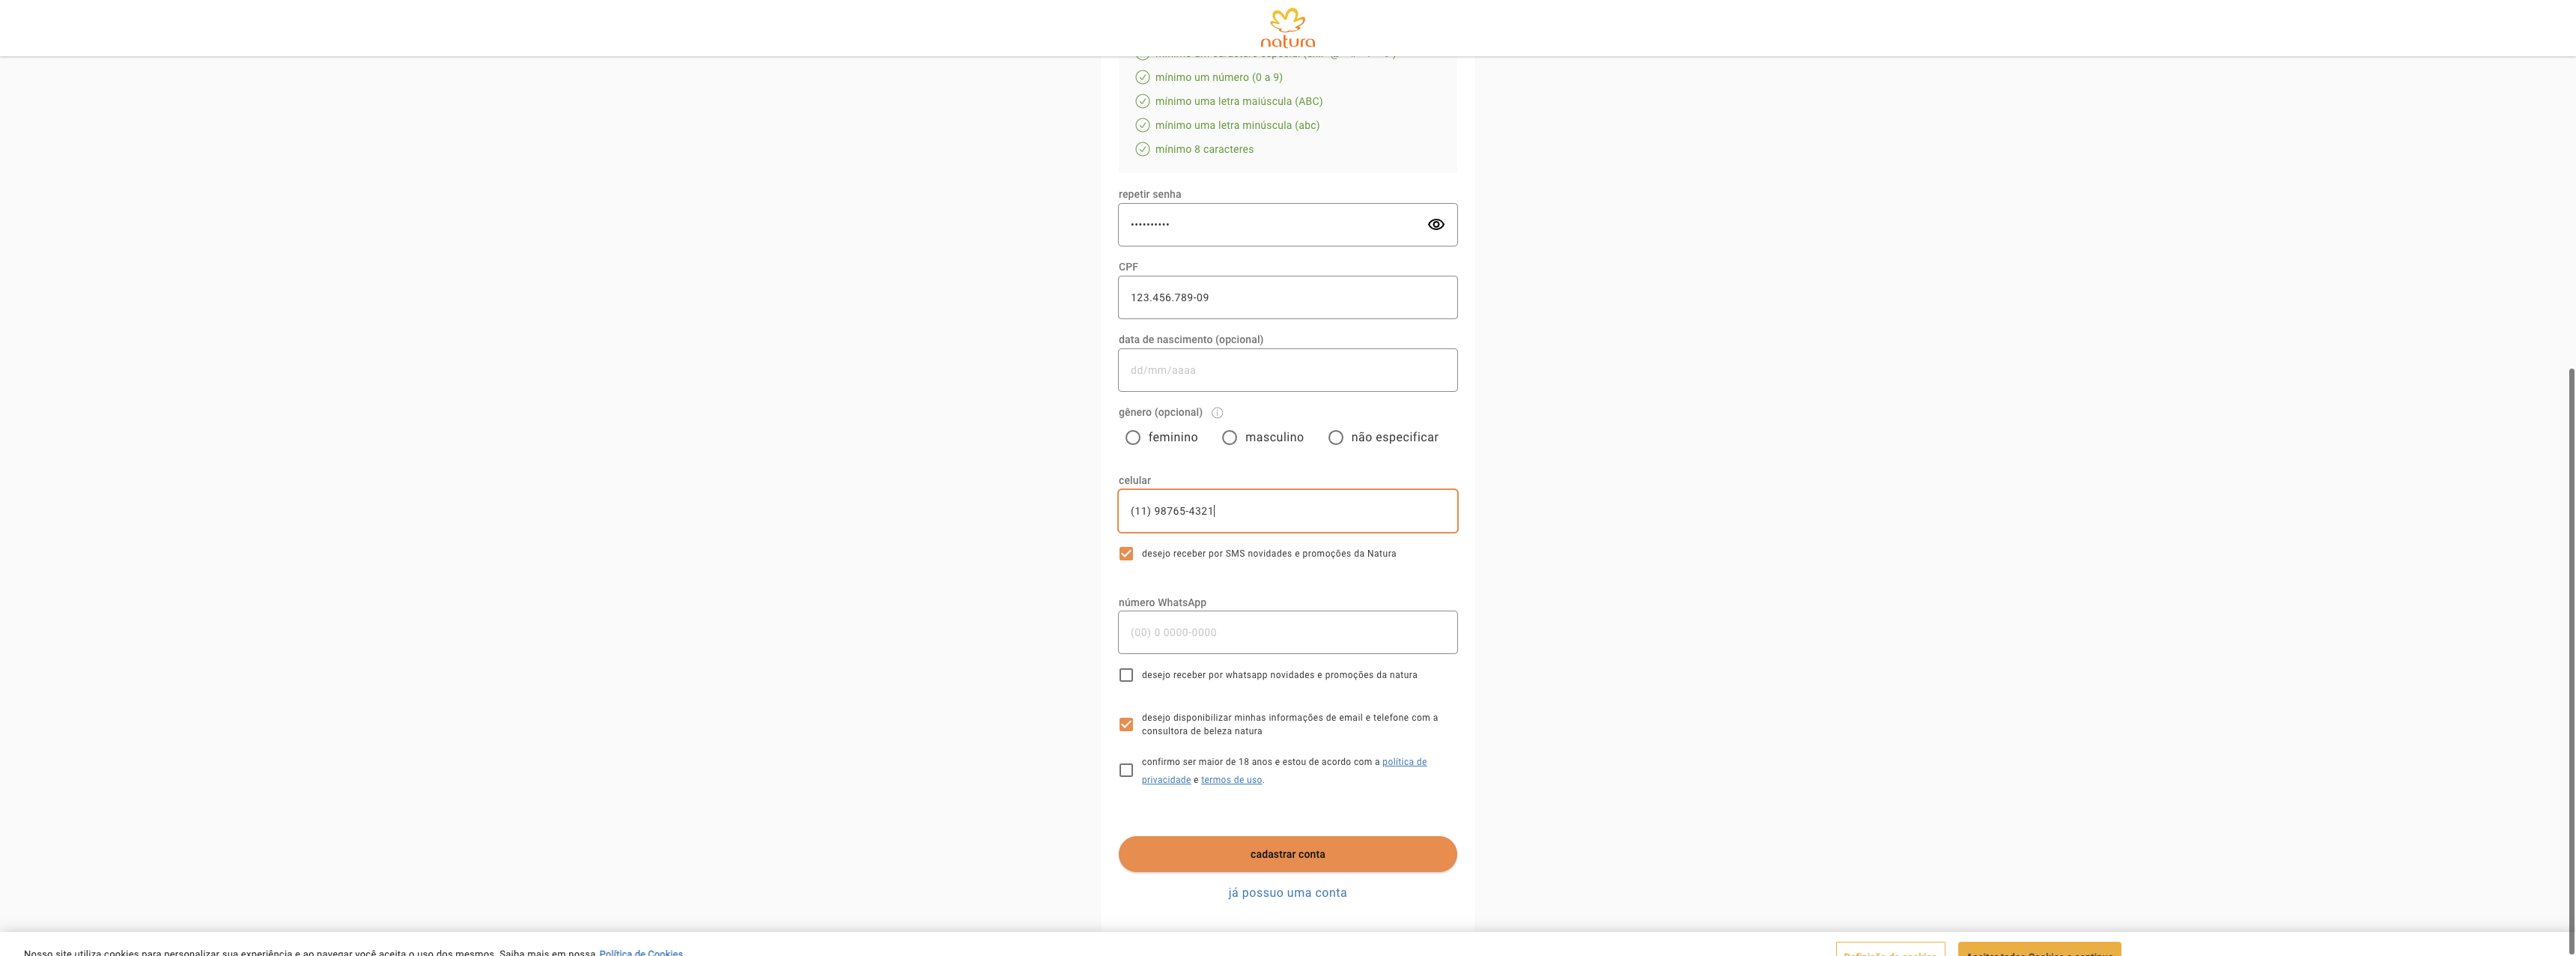 natura
mínimo um número (0 a 9)
mínimo uma letra maiúscula (ABC)
mínimo uma letra minúscula (abc)
mínimo 8 caracteres
repetir senha
••••••••••
CPF
123.456.789-09
data de nascimento (opcional)
dd/mm/aaaa
gênero (opcional)
feminino masculino não especificar
celular
(11) 98765-4321
desejo receber por SMS novidades e promoções da Natura
número WhatsApp
(00) 0 0000-0000
desejo receber por whatsapp novidades e promoções da natura
desejo disponibilizar minhas informações de email e telefone com a
consultora de beleza natura
confirmo ser maior de 18 anos e estou de acordo com a política de
privacidade e termos de uso.
cadastrar conta
já possuo uma conta
Nosso site utiliza cookies para personalizar sua experiência e ao navegar você aceita o uso dos mesmos. Saiba mais em nossa Política de Cookies